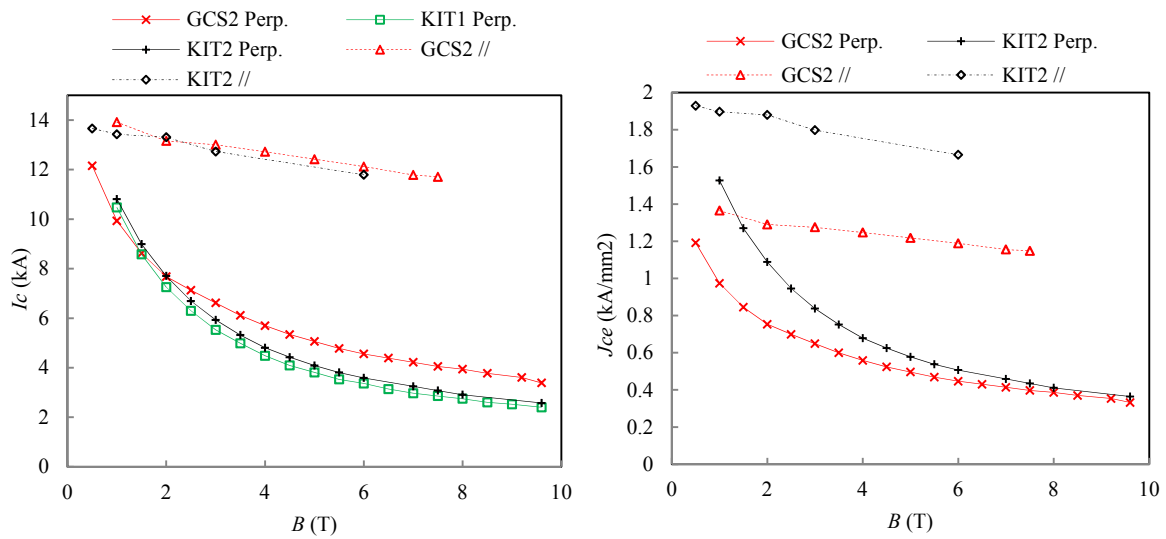 GCS2 Perp. KIT1 Perp.
KIT2 Perp. GCS2 //
KIT2 //
14
12
10
8
6
4
2
0
0 2 4 6 8 10
Ic (kA)
B (T)
GCS2 Perp. KIT2 Perp.
GCS2 // KIT2 //
2
1.8
1.6
1.4
1.2
1
0.8
0.6
0.4
0.2
0
0 2 4 6 8 10
Jce (kA/mm2)
B (T)